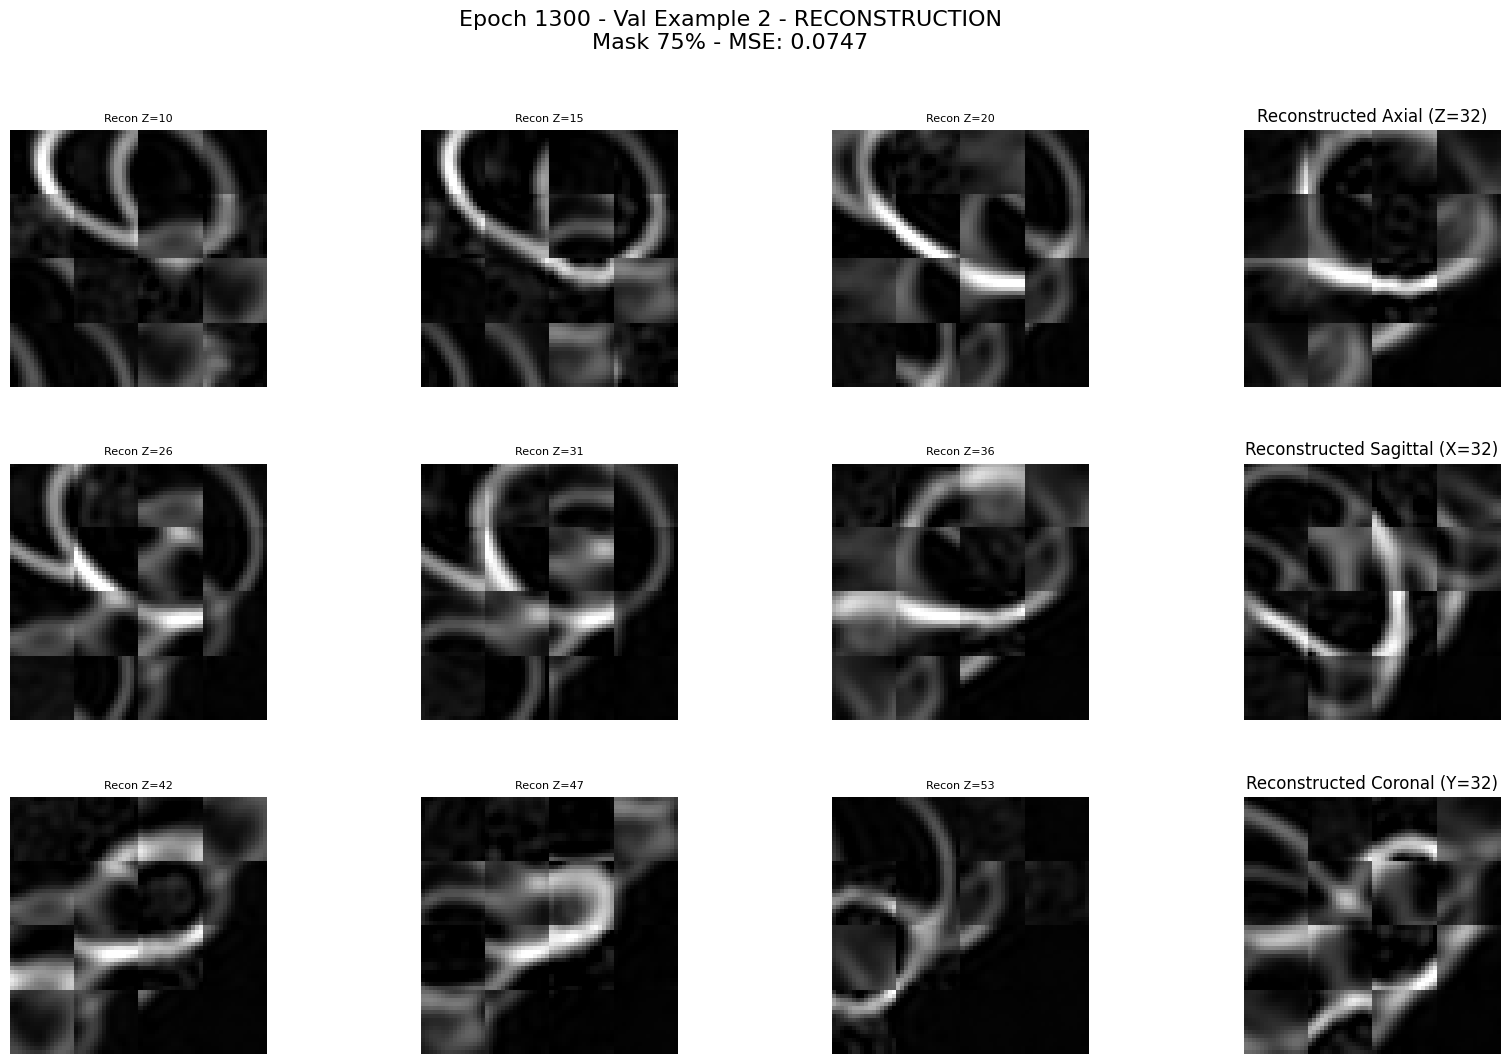 Epoch 1300 - Val Example 2 - RECONSTRUCTION
Mask 75% - MSE: 0.0747
Recon Z=10
Recon Z=15
Recon Z=20
Reconstructed Axial (Z=32)
Recon Z=26
Recon Z=31
Recon Z=36
Reconstructed Sagittal (X=32)
Recon Z=42
Recon Z=47
Recon Z=53
Reconstructed Coronal (Y=32)